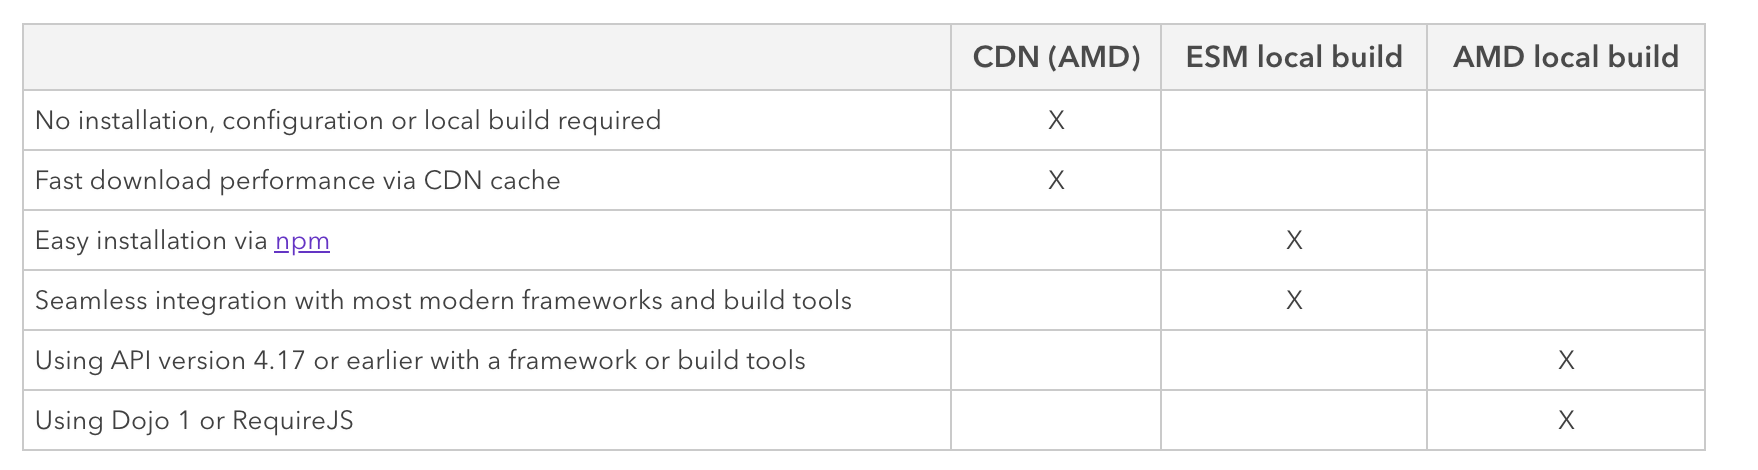 CDN (AMD) ESM local build AMD local build
No installation, configuration or local build required X
Fast download performance via CDN cache X
Easy installation via npm X
Seamless integration with most modern frameworks and build tools X
Using API version 4.17 or earlier with a framework or build tools X
Using Dojo 1 or RequireJS X